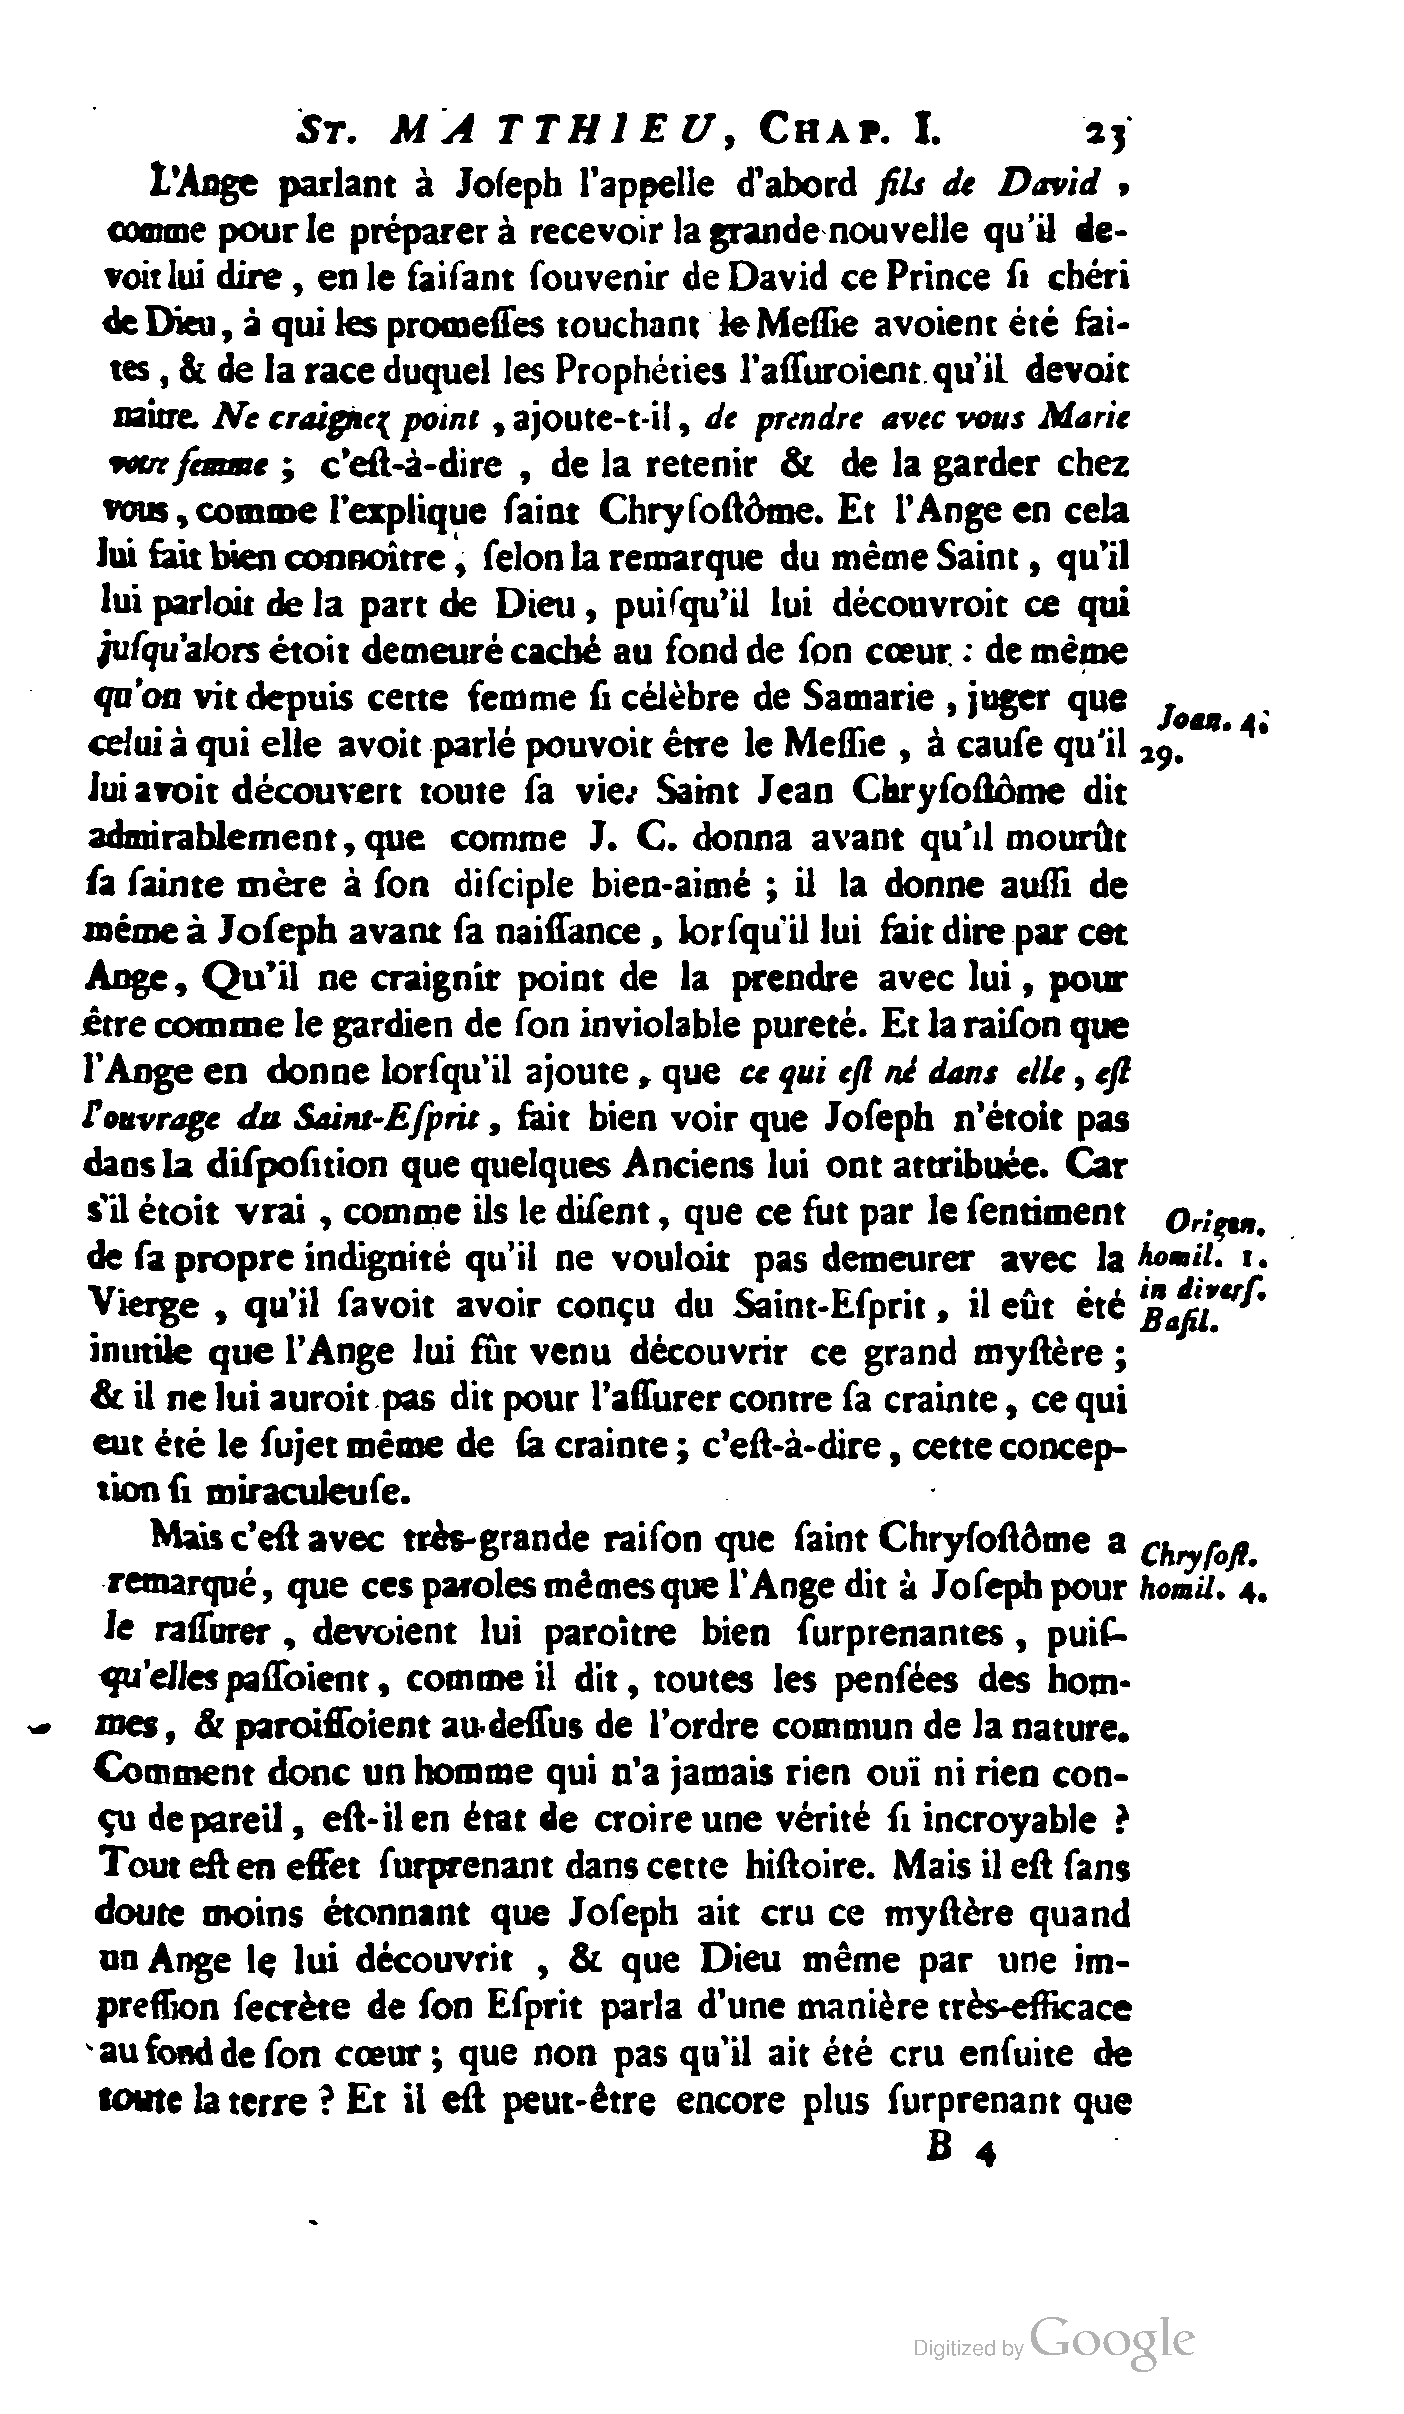 ST. MATTHIEU, CHAP. I. 23
L'Ange parlant à Joſeph l'appelle d'abord fils de David ,
comme pour le préparer à recevoir la grande nouvelle qu'il de-
voit lui dire , en le faiſant ſouvenir de David ce Prince ſi chéri
de Dieu, à qui les promeſſes touchant le Meſſie avoient été fai-
tes , & de la race duquel les Prophéties l'aſſuroient qu'il devoit
naitre. Ne craignez point , ajoute-t-il , de prendre avec vous Marie
votre femme ; c'eſt-à-dire , de la retenir & de la garder chez
vous , comme l'explique ſaint Chryſoſtôme. Et l'Ange en cela
lui fait bien connoître , ſelon la remarque du même Saint , qu'il
lui parloit de la part de Dieu , puiſqu'il lui découvroit ce qui
juſqu'alors étoit demeuré caché au fond de ſon cœur : de même
qu'on vit depuis cette femme ſi célèbre de Samarie , juger que
celui à qui elle avoit parlé pouvoit être le Meſſie , à cauſe qu'il
lui avoit découvert toute ſa vie. Saint Jean Chryſoſtôme dit
admirablement , que comme J. C. donna avant qu'il mourût
ſa ſainte mère à ſon diſciple bien-aimé ; il la donne auſſi de
même à Joſeph avant ſa naiſſance , lorſqu'il lui fait dire par cet
Ange , Qu'il ne craignît point de la prendre avec lui , pour
être comme le gardien de ſon inviolable pureté. Et la raiſon que
l'Ange en donne lorſqu'il ajoute , que ce qui eſt né dans elle , eſt
l'ouvrage du Saint-Eſprit , fait bien voir que Joſeph n'étoit pas
dans la diſpoſition que quelques Anciens lui ont attribuée. Car
s'il étoit vrai , comme ils le diſent , que ce fut par le ſentiment
de ſa propre indignité qu'il ne vouloit pas demeurer avec la
Vierge , qu'il ſavoit avoir conçu du Saint-Eſprit , il eût été
inutile que l'Ange lui fût venu découvrir ce grand myſtère ;
& il ne lui auroit pas dit pour l'aſſurer contre ſa crainte , ce qui
eut été le ſujet même de ſa crainte ; c'eſt-à-dire , cette concep-
tion ſi miraculeuſe.
Joan. 4.
29.
Origen.
homil. 1.
in diverſ.
Baſil.
Mais c'eſt avec très-grande raiſon que ſaint Chryſoſtôme a
remarqué, que ces paroles mêmes que l'Ange dit à Joſeph pour
le raſſurer , devoient lui paroître bien ſurprenantes , puiſ-
qu'elles paſſoient , comme il dit , toutes les penſées des hom-
mes , & paroiſſoient au-deſſus de l'ordre commun de la nature.
Comment donc un homme qui n'a jamais rien ouï ni rien con-
çu de pareil , eſt-il en état de croire une vérité ſi incroyable ?
Tout eſt en effet ſurprenant dans cette hiſtoire. Mais il eſt ſans
doute moins étonnant que Joſeph ait cru ce myſtère quand
un Ange le lui découvrit , & que Dieu même par une im-
preſſion ſecrète de ſon Eſprit parla d'une manière très-efficace
au fond de ſon cœur ; que non pas qu'il ait été cru enſuite de
toute la terre ? Et il eſt peut-être encore plus ſurprenant que
Chryſoſt.
homil. 4.
B 4
Digitized by Google